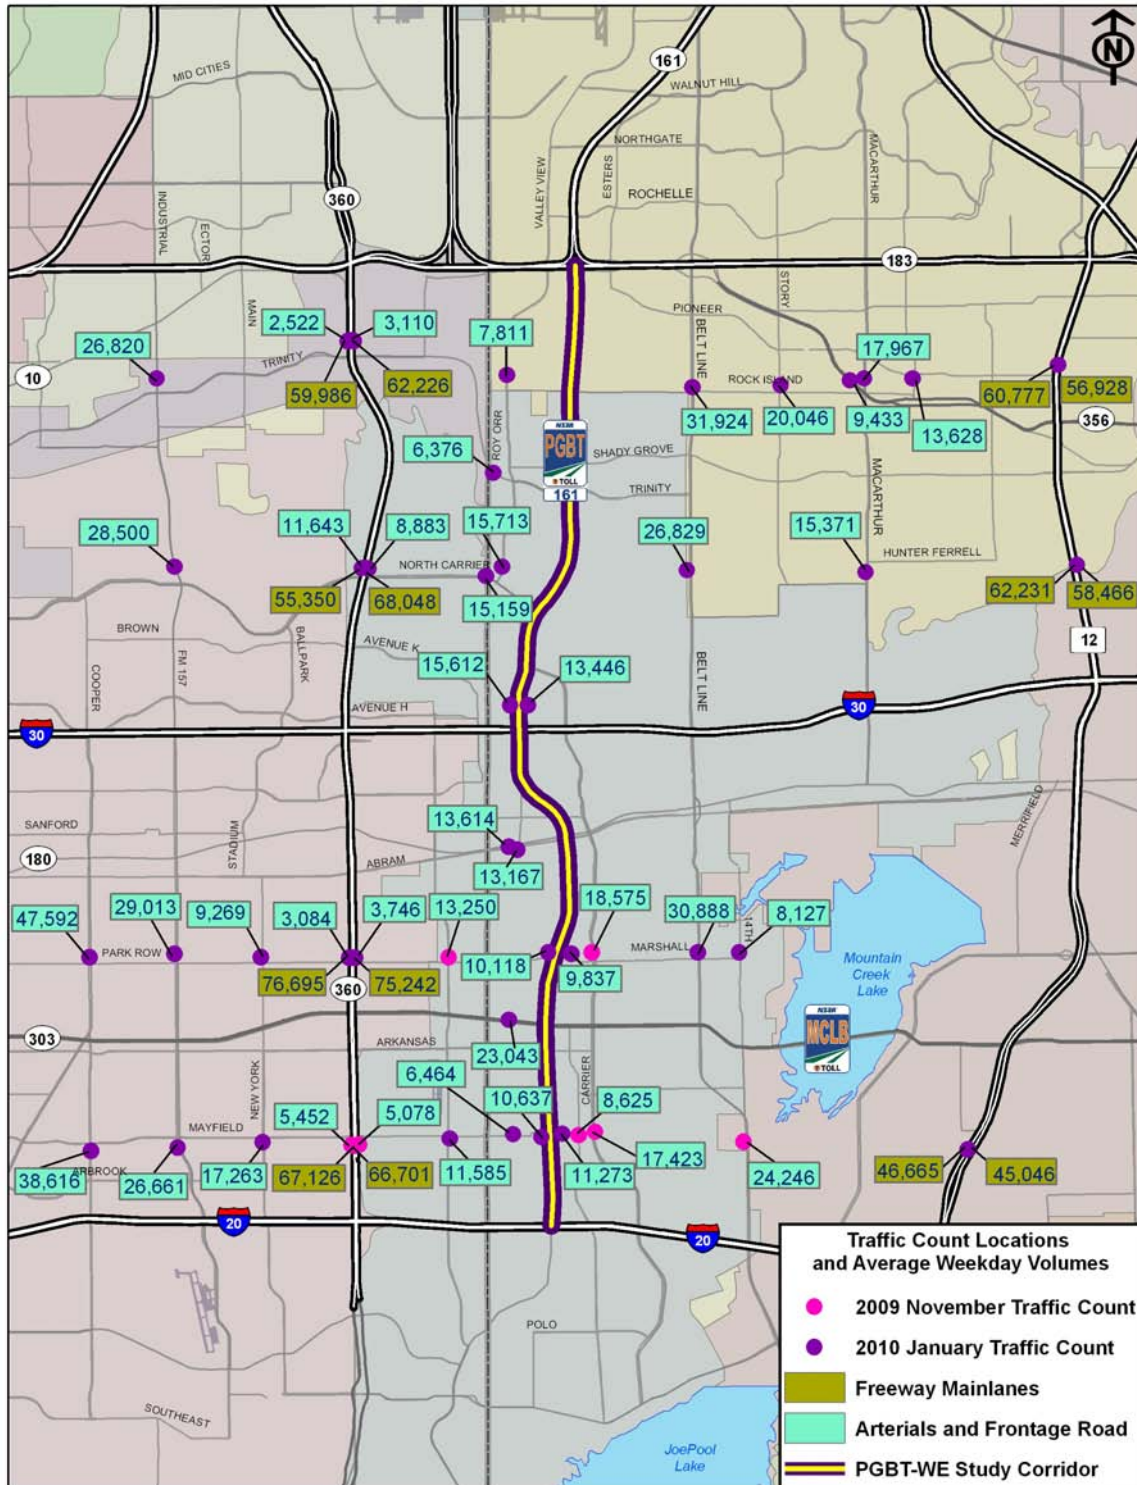 N
161
MID CITIES
WALNUT HILL
NORTHGATE
MACARTHUR
VALLEY VIEW
ESTERS
ROCHELLE
360
INDUSTRIAL
ECTOR
183
MAIN
STORY
PIONEER
BELT LINE
2,522
3,110
7,811
26,820
TRINITY
17,967
10
59,986
62,226
ROCK ISLAND
60,777
56,928
31,924
20,046
9,433
13,628
356
ROY ORR
NSBR
PGBT
TOLL
161
6,376
SHADY GROVE
TRINITY
MACARTHUR
28,500
11,643
8,883
15,713
26,829
15,371
NORTH CARRIER
HUNTER FERRELL
55,350
68,048
15,159
62,231
58,466
BROWN
AVENUE K
BALLPARK
FM 157
COOPER
15,612
13,446
BELT LINE
12
AVENUE H
30
30
SANFORD
STADIUM
13,614
MERRIFIELD
180
ABRAM
13,167
47,592
29,013
9,269
3,084
3,746
13,250
18,575
30,888
8,127
14TH
PARK ROW
MARSHALL
10,118
9,837
Mountain
Creek
Lake
76,695
75,242
360
NSBR
MCLB
TOLL
303
ARKANSAS
23,043
CARRIER
6,464
10,637
8,625
NEW YORK
5,452
5,078
MAYFIELD
ARBROOK
38,616
26,661
17,263
67,126
66,701
11,585
11,273
17,423
24,246
46,665
45,046
20
20
Traffic Count Locations
and Average Weekday Volumes
2009 November Traffic Count
2010 January Traffic Count
Freeway Mainlanes
Arterials and Frontage Road
PGBT-WE Study Corridor
POLO
SOUTHEAST
JoePool
Lake